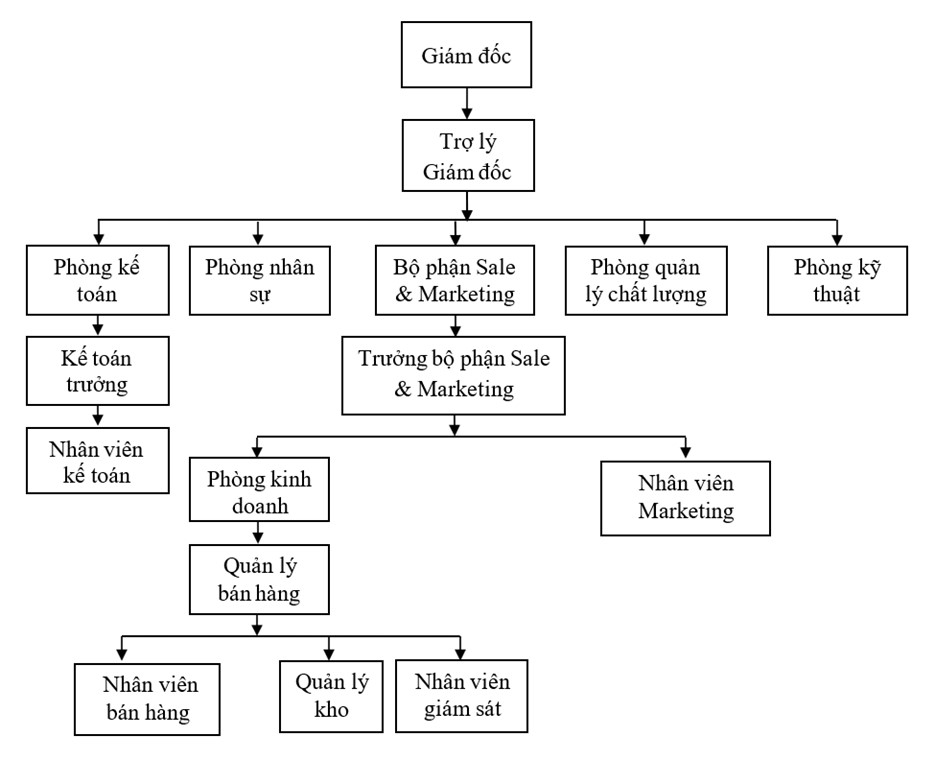 Giám đốc
Trợ lý
Giám đốc
Phòng kế
toán
Phòng nhân
sự
Bộ phận Sale
& Marketing
Phòng quản
lý chất lượng
Phòng kỹ
thuật
Kế toán
trưởng
Trưởng bộ phận Sale
& Marketing
Nhân viên
kế toán
Phòng kinh
doanh
Nhân viên
Marketing
Quản lý
bán hàng
Nhân viên
bán hàng
Quản lý
kho
Nhân viên
giám sát